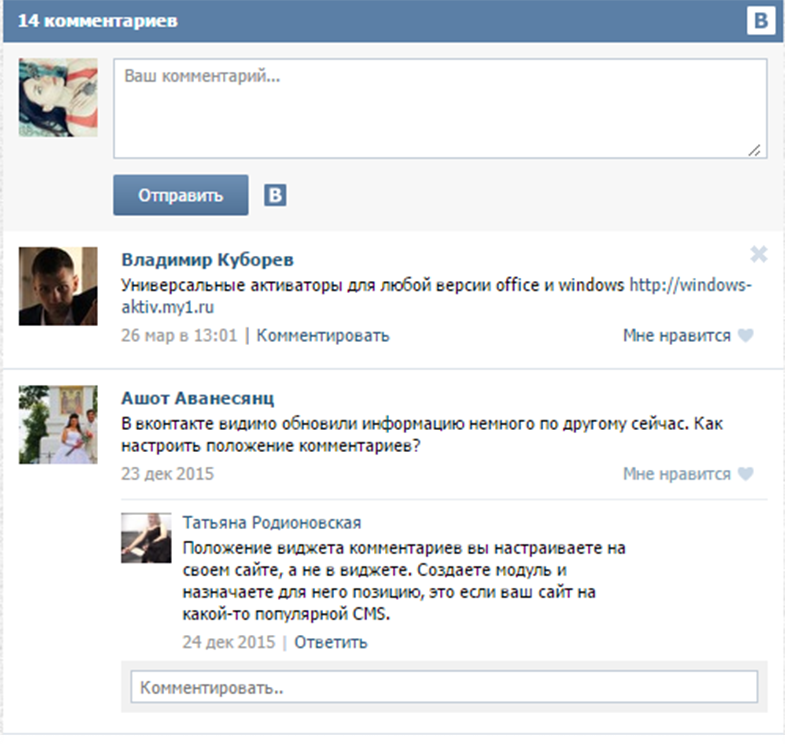 14 комментариев
B
Ваш комментарий...
Отправить
B
Владимир Куборев
Универсальные активаторы для любой версии office и windows http://windows-
aktiv.my1.ru
26 мар в 13:01 | Комментировать
Мне нравится
Ашот Аванесянц
В вконтакте видимо обновили информацию немного по другому сейчас. Как
настроить положение комментариев?
23 дек 2015
Мне нравится
Татьяна Родионовская
Положение виджета комментариев вы настраиваете на
своем сайте, а не в виджете. Создаете модуль и
назначаете для него позицию, это если ваш сайт на
какой-то популярной CMS.
24 дек 2015 | Ответить
Комментировать..